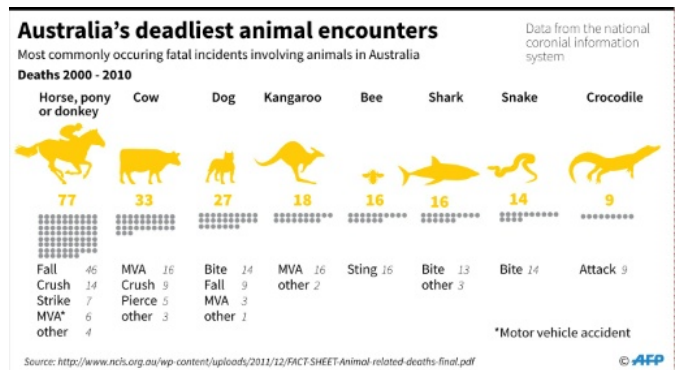 Australia's deadliest animal encounters
Most commonly occuring fatal incidents involving animals in Australia
Deaths 2000 - 2010
Data from the national
coronial information
system
Horse, pony
or donkey
77
Fall 46
Crush 14
Strike 7
MVA* 6
other 4
Cow
33
MVA 16
Crush 9
Pierce 5
other 3
Dog
27
Bite 14
Fall 9
MVA 3
other 1
Kangaroo
18
MVA 16
other 2
Bee
16
Sting 16
Shark
16
Bite 13
other 3
Snake
14
Bite 14
Crocodile
9
Attack 9
*Motor vehicle accident
Source: http://www.ncis.org.au/wp-content/uploads/2011/12/FACT-SHEET-Animal-related-deaths-final.pdf
© AFP